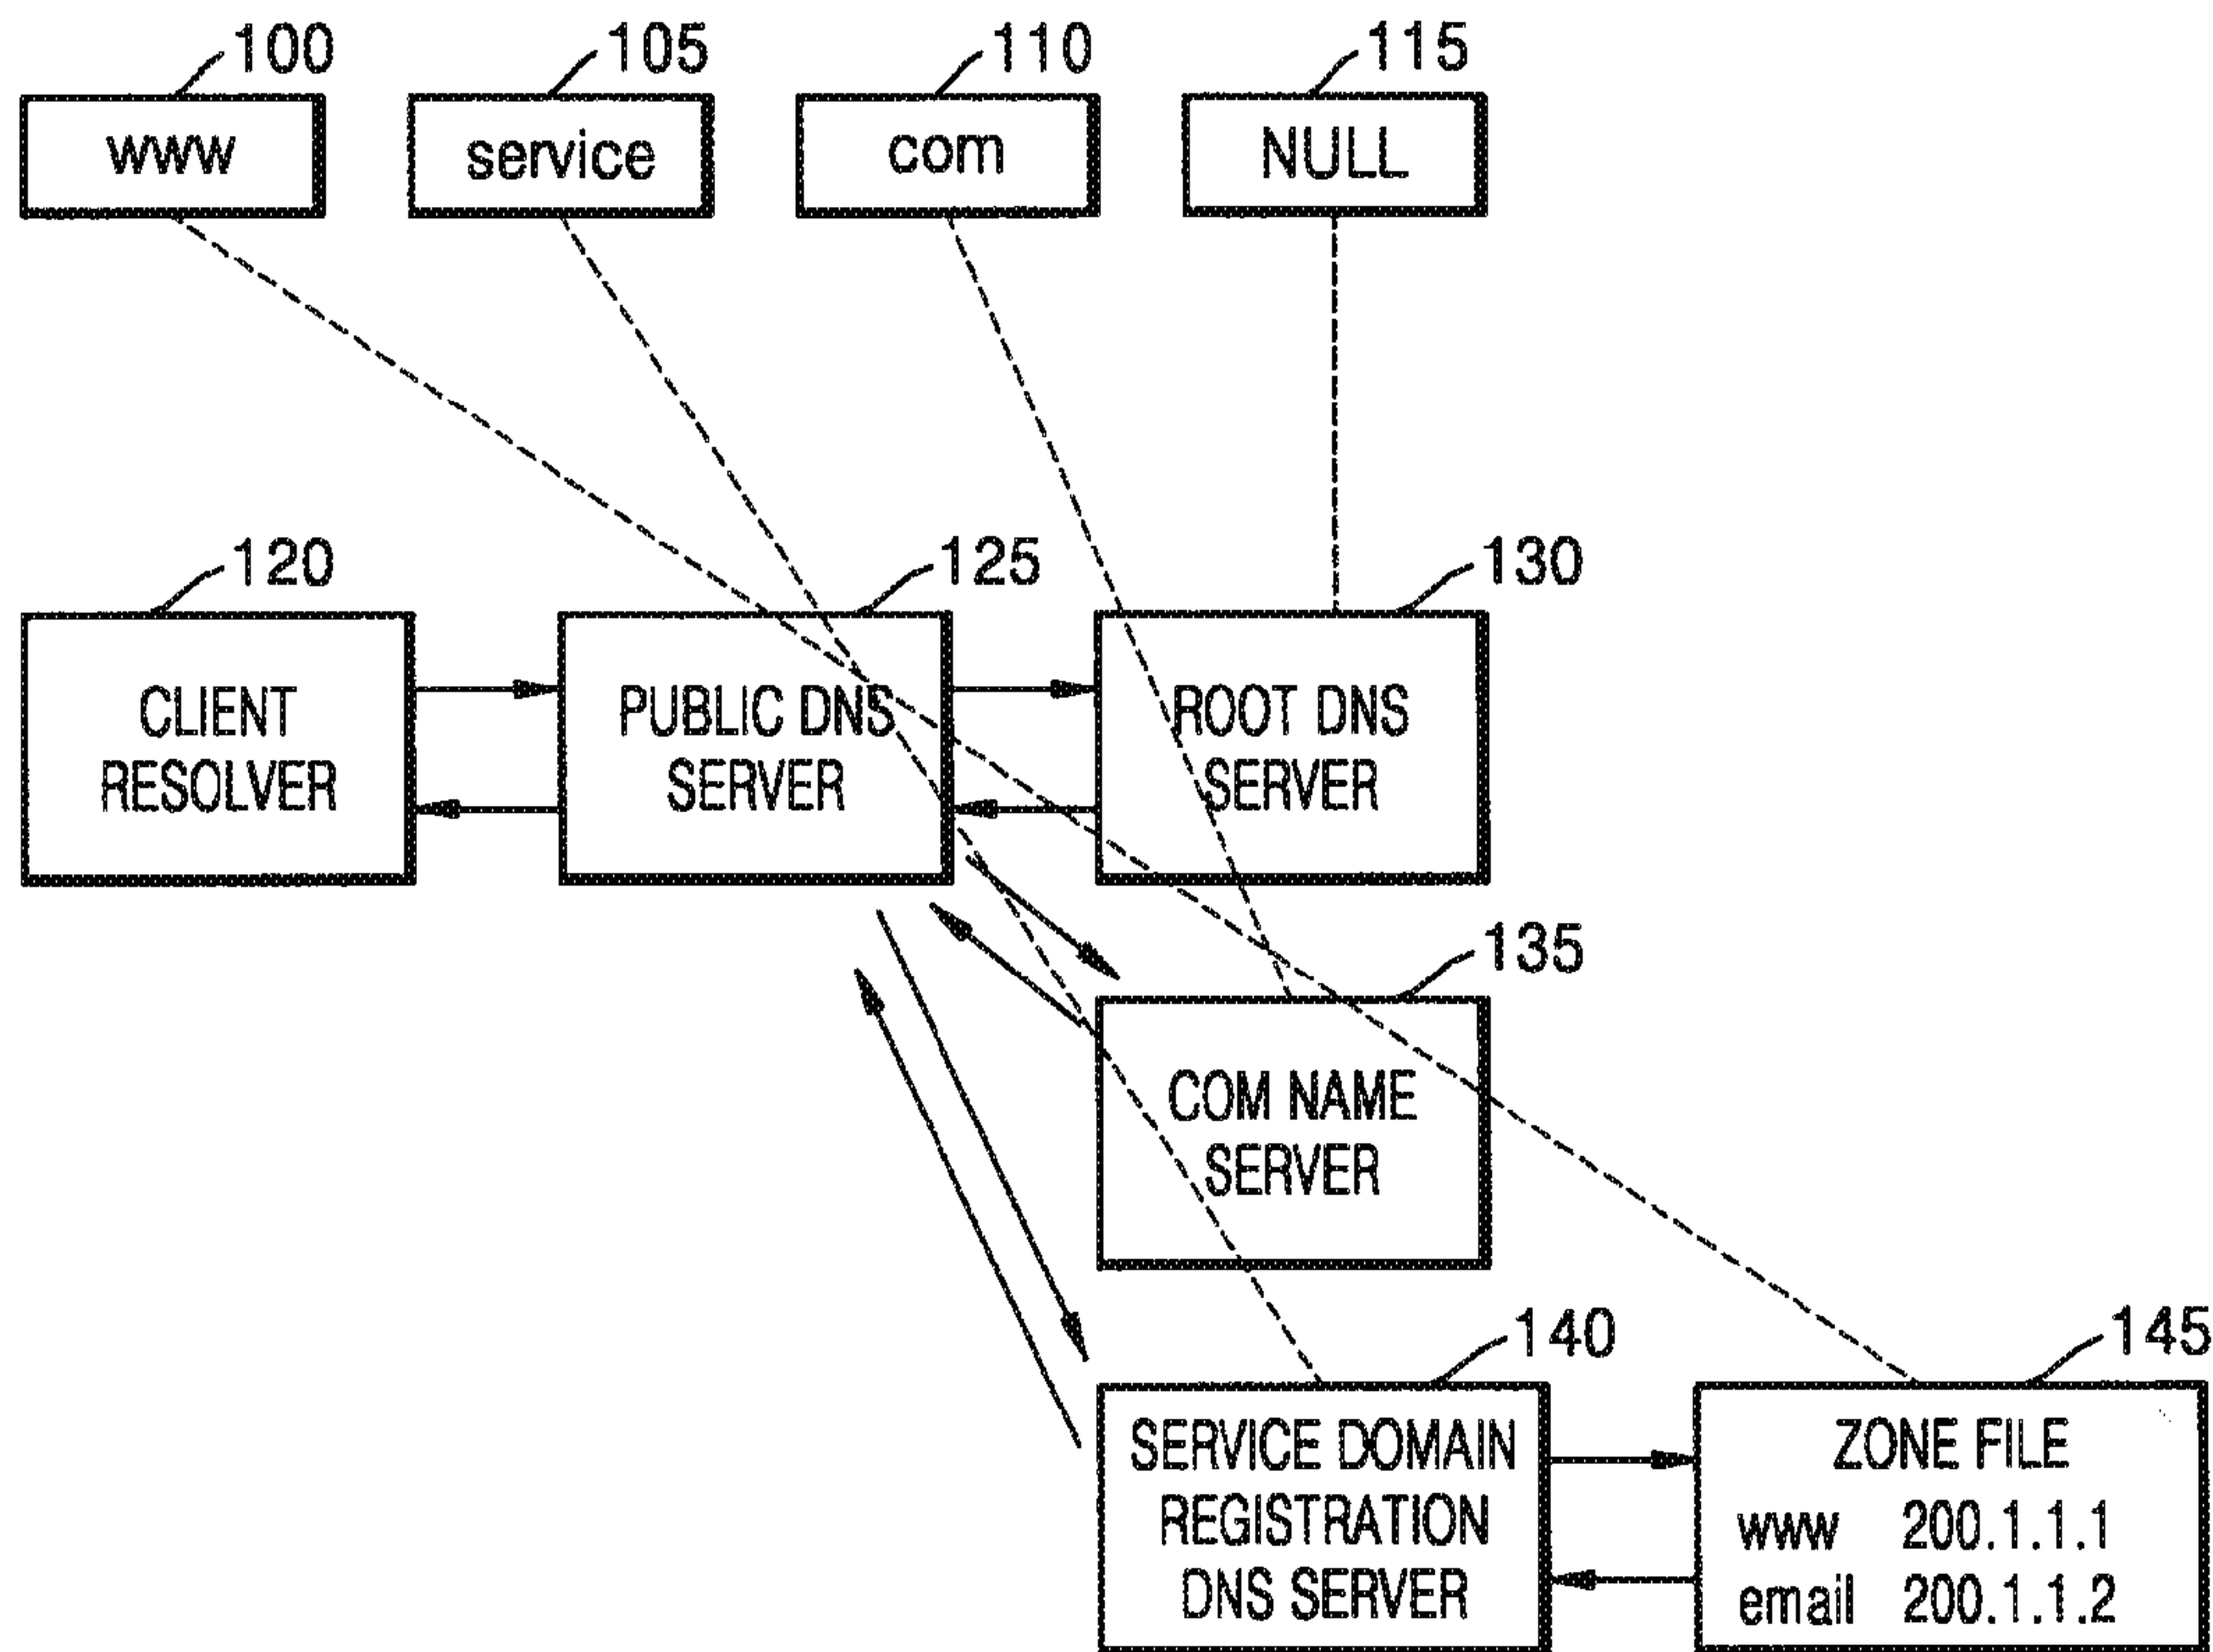 100 105 110 115
www service com NULL
120 125 130
CLIENT
RESOLVER
PUBLIC DNS
SERVER
ROOT DNS
SERVER
135
COM NAME
SERVER
140 145
SERVICE DOMAIN
REGISTRATION
DNS SERVER
ZONE FILE
www 200.1.1.1
email 200.1.1.2